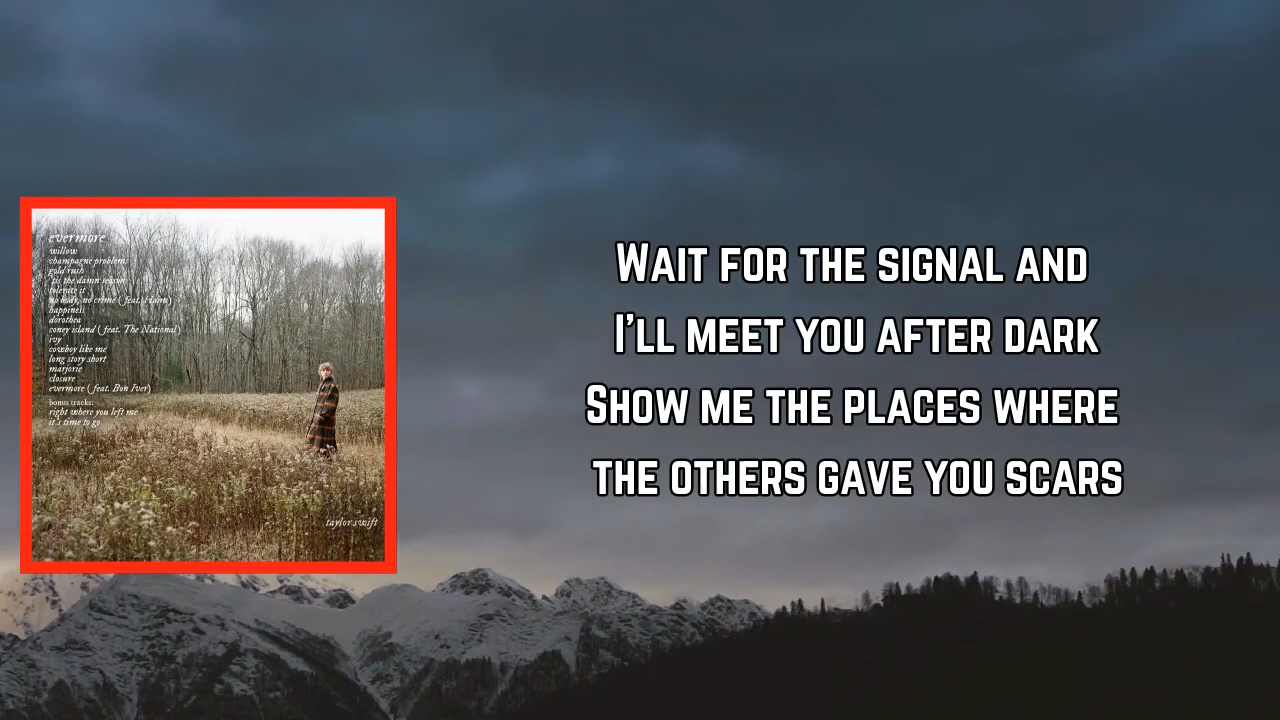 evermore
willow
champagne problems
gold rush
'tis the damn season
tolerate it
no body, no crime ( feat. Haim)
happiness
dorothea
coney island ( feat. The National)
ivy
cowboy like me
long story short
marjorie
closure
evermore ( feat. Bon Iver)
bonus tracks:
right where you left me
it's time to go
taylor swift
Wait for the signal and
I'll meet you after dark
Show me the places where
the others gave you scars